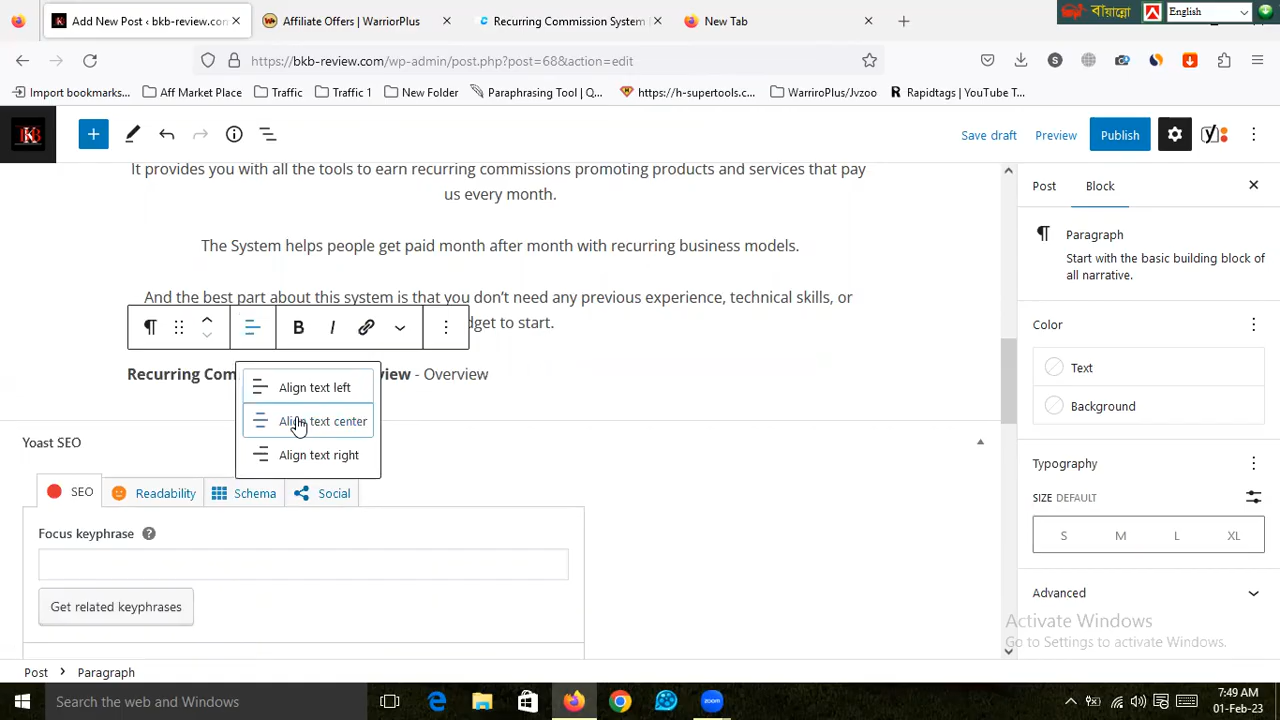 Add New Post ‹ bkb-review.com
Affiliate Offers | WarriorPlus
Recurring Commission System
New Tab
বায়ান্নো
English
https://bkb-review.com/wp-admin/post.php?post=68&action=edit
Import bookmarks...
Aff Market Place
Traffic
Traffic 1
New Folder
Paraphrasing Tool | Q...
https://h-supertools.c...
WarriroPlus/Jvzoo
Rapidtags | YouTube T...
Save draft
Preview
Publish
It provides you with all the tools to earn recurring commissions promoting products and services that pay
us every month.
The System helps people get paid month after month with recurring business models.
And the best part about this system is that you don't need any previous experience, technical skills, or
dget to start.
B I
Recurring Com view - Overview
Align text left
Align text center
Align text right
Yoast SEO
SEO
Readability
Schema
Social
Focus keyphrase
Get related keyphrases
Post
Block
Paragraph
Start with the basic building block of
all narrative.
Color
Text
Background
Typography
SIZE DEFAULT
S M L XL
Advanced
Activate Windows
Go to Settings to activate Windows.
Post
Paragraph
Search the web and Windows
zoom
7:49 AM
01-Feb-23